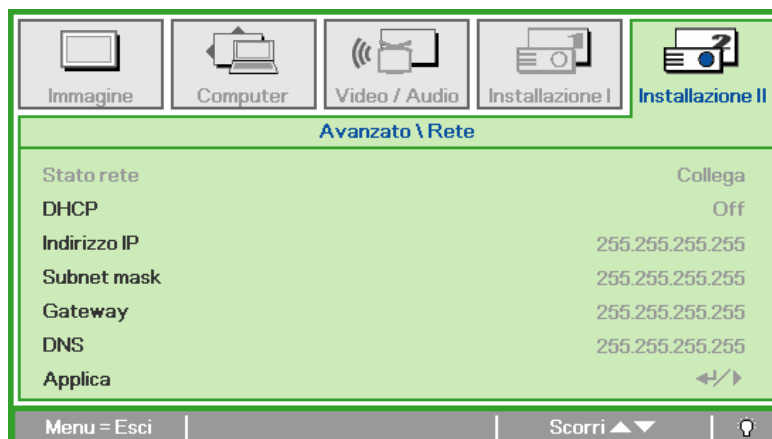 Immagine
Computer
Video / Audio
Installazione I
Installazione II
Avanzato \ Rete
Stato rete Collega
DHCP Off
Indirizzo IP 255.255.255.255
Subnet mask 255.255.255.255
Gateway 255.255.255.255
DNS 255.255.255.255
Applica
Menu = Esci Scorri